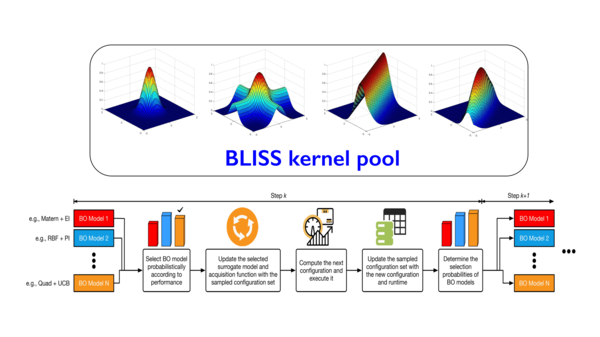 BLISS kernel pool
Step k
Step k+1
e.g., Matern + EI
BO Model 1
e.g., RBF + PI
BO Model 2
e.g., Quad + UCB
BO Model N
Select BO model
probabilistically
according to
performance
Update the selected
surrogate model and
acquisition function with the
sampled configuration set
Compute the next
configuration and
execute it
Update the sampled
configuration set with
the new configuration
and runtime
Determine the
selection
probabilities of
BO models
BO Model 1
BO Model 2
BO Model N